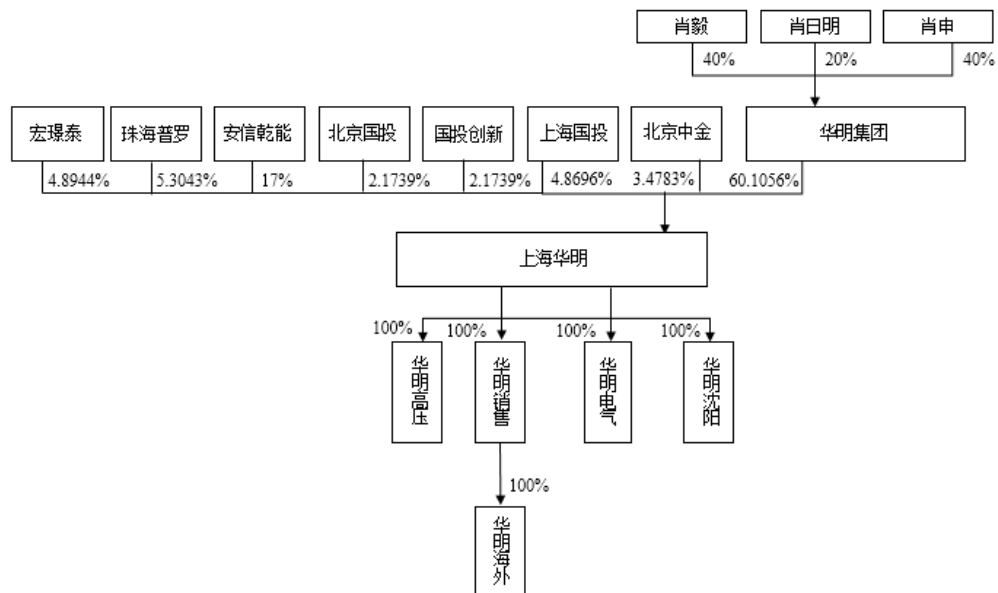 肖毅
肖日明
肖申
40%
20%
40%
宏璟泰
珠海普罗
安信乾能
北京国投
国投创新
上海国投
北京中金
华明集团
4.8944%
5.3043%
17%
2.1739%
2.1739%
4.8696%
3.4783%
60.1056%
上海华明
100%
100%
100%
100%
华明高压
华明销售
华明电气
华明沈阳
100%
华明海外